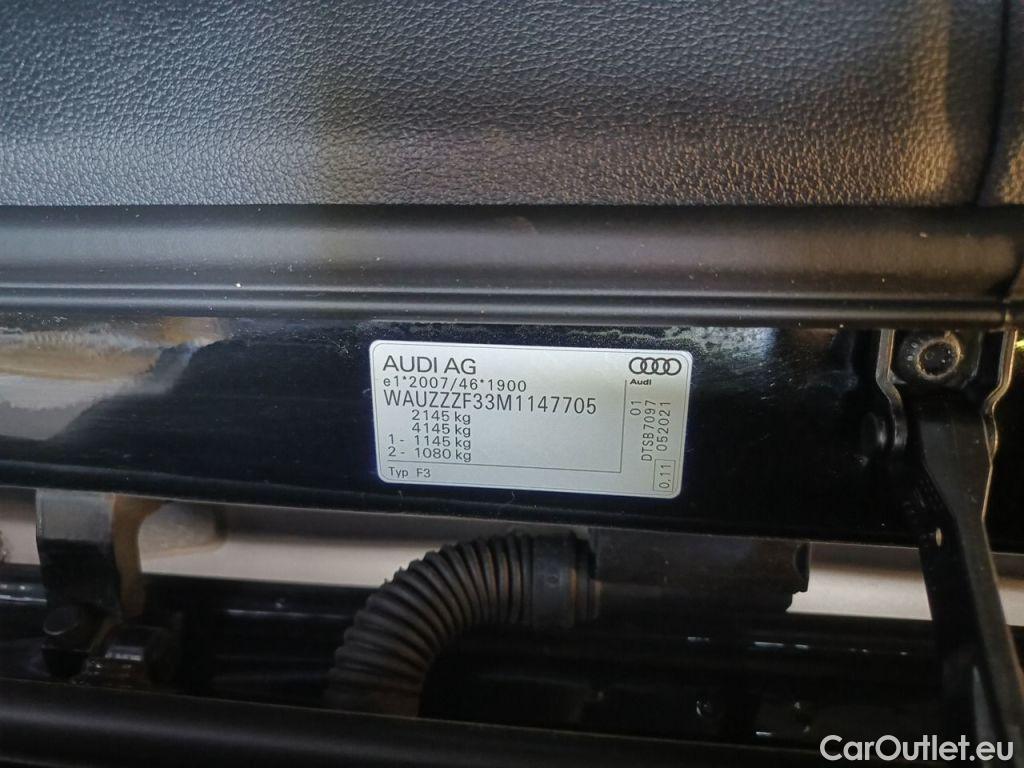 AUDI AG
e1*2007/46*1900
WAUZZZF33M1147705
2145 kg
4145 kg
1 - 1145 kg
2 - 1080 kg
Typ F3
Audi
01
DTSB7097
052021
0.11
CarOutlet.eu